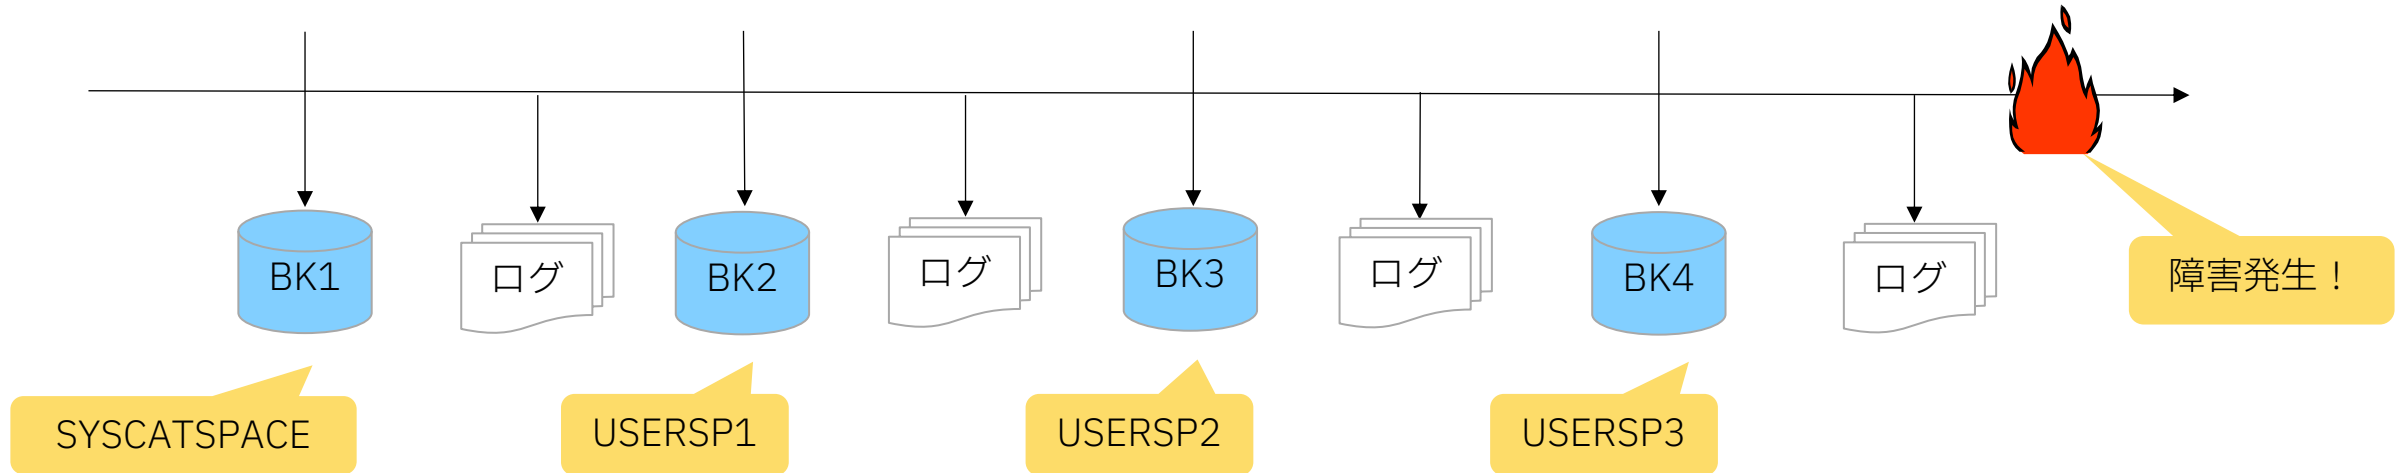 BK1
ログ
BK2
ログ
BK3
ログ
BK4
ログ
障害発生！
SYSCATSPACE
USERSP1
USERSP2
USERSP3